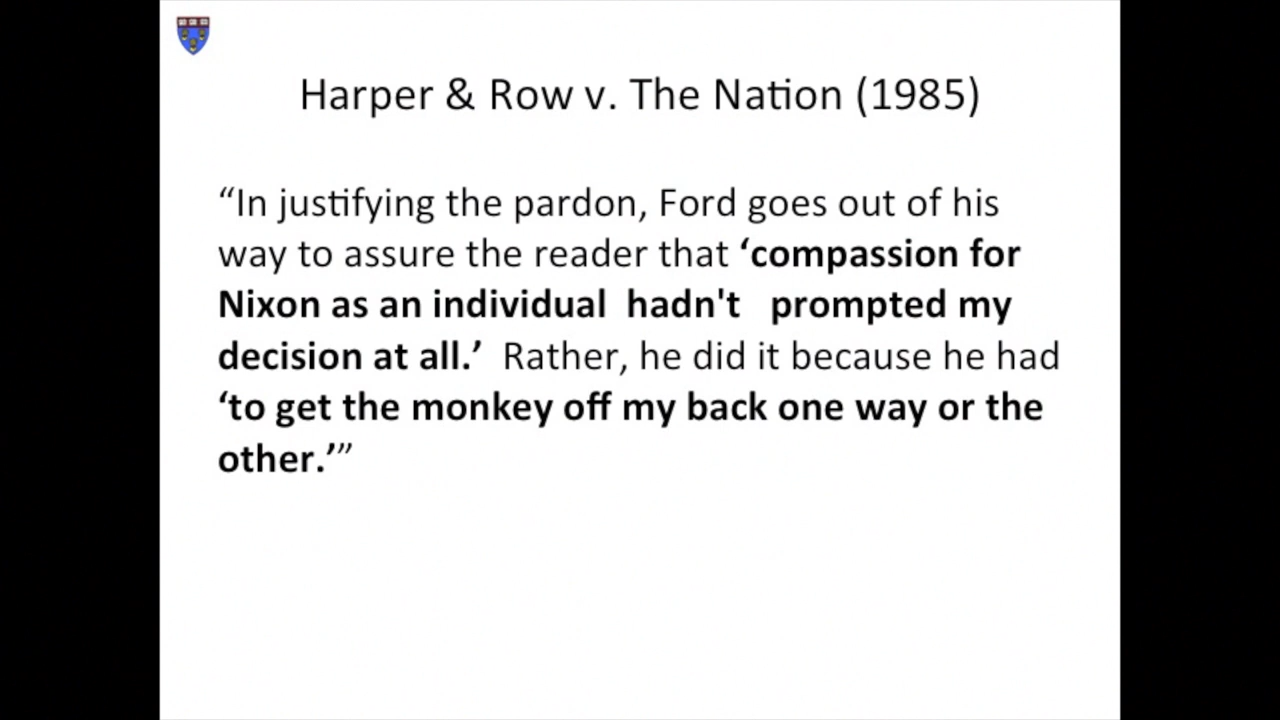 Harper & Row v. The Nation (1985)
“In justifying the pardon, Ford goes out of his
way to assure the reader that ‘compassion for
Nixon as an individual  hadn't   prompted my
decision at all.’  Rather, he did it because he had
‘to get the monkey off my back one way or the
other.’”